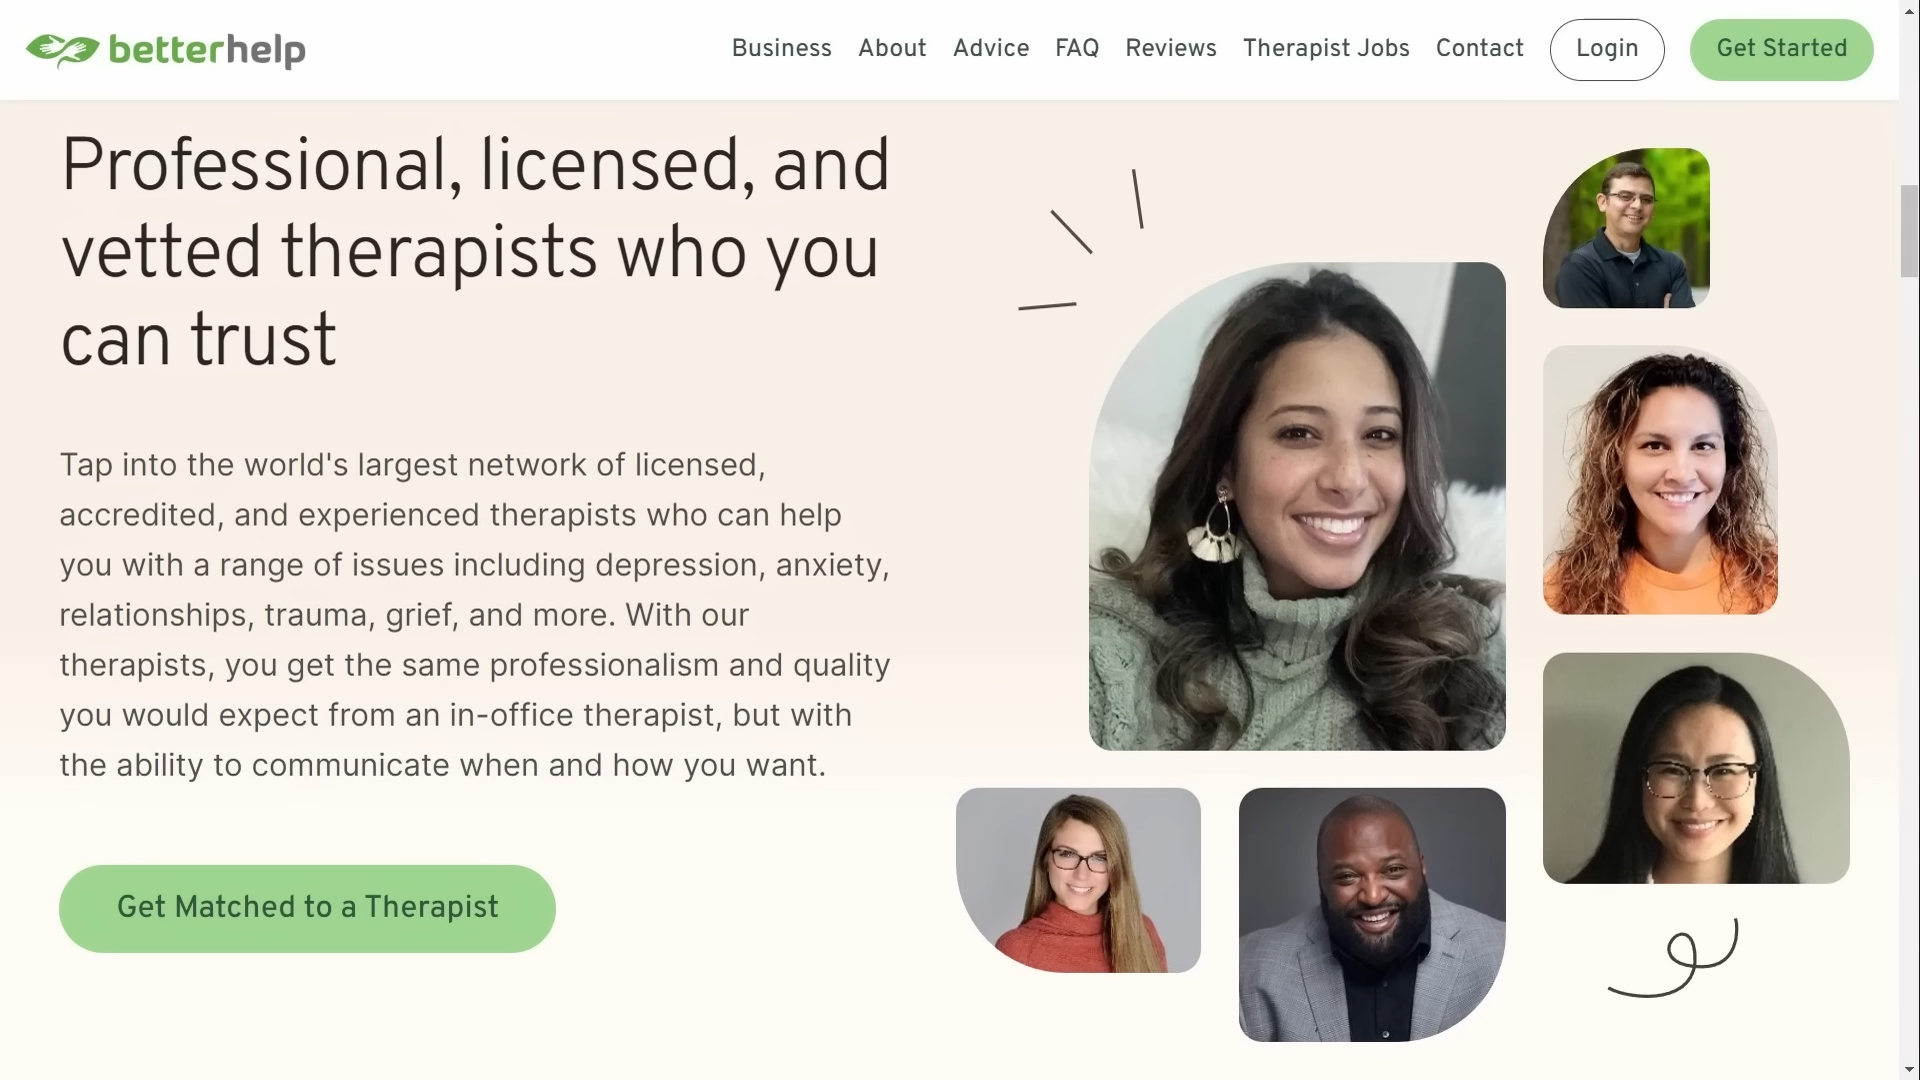 betterhelp
Business About Advice FAQ Reviews Therapist Jobs Contact Login Get Started
Professional, licensed, and
vetted therapists who you
can trust
Tap into the world's largest network of licensed,
accredited, and experienced therapists who can help
you with a range of issues including depression, anxiety,
relationships, trauma, grief, and more. With our
therapists, you get the same professionalism and quality
you would expect from an in-office therapist, but with
the ability to communicate when and how you want.
Get Matched to a Therapist